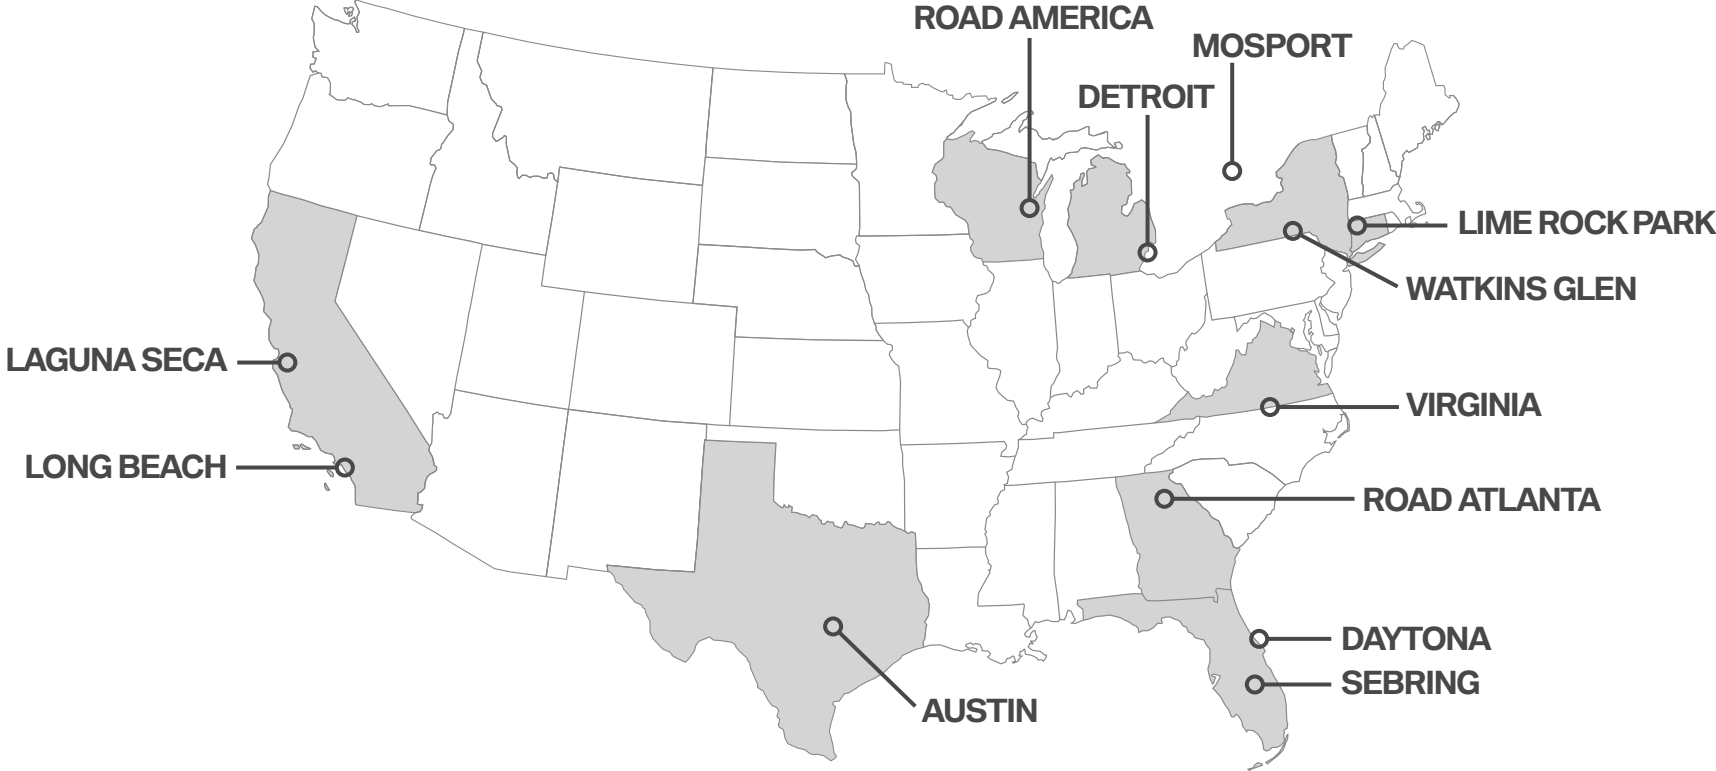 ROAD AMERICA
MOSPORT
DETROIT
LIME ROCK PARK
WATKINS GLEN
LAGUNA SECA
VIRGINIA
LONG BEACH
ROAD ATLANTA
DAYTONA
SEBRING
AUSTIN